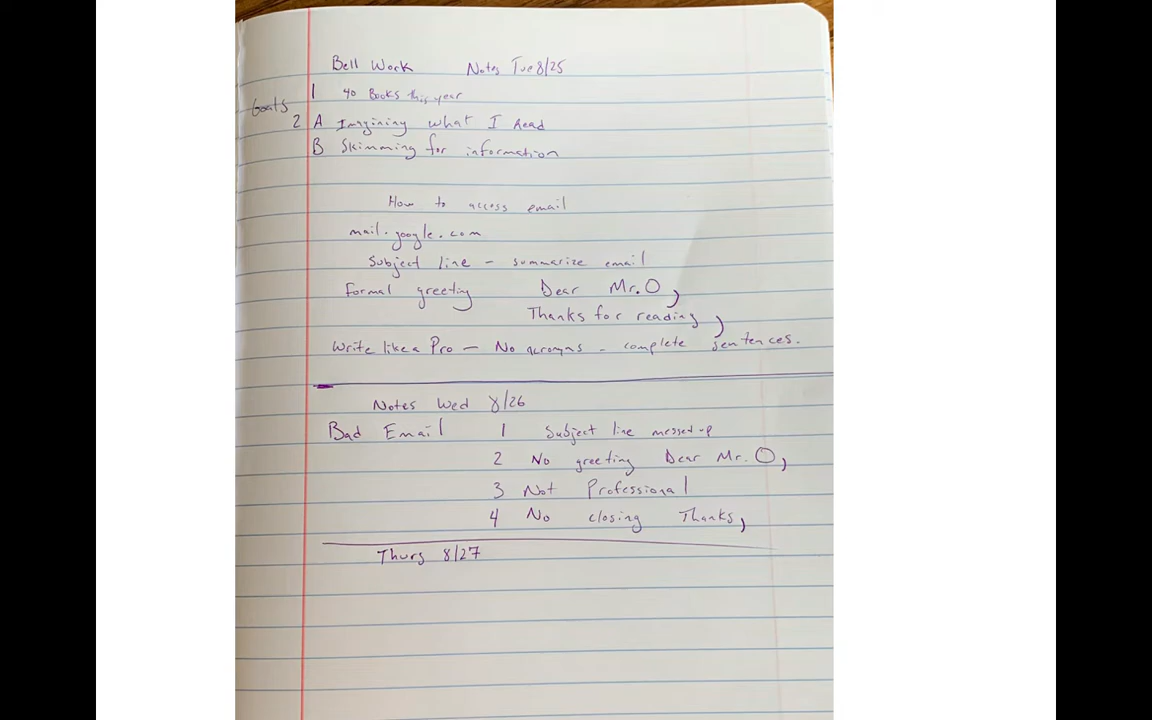 Bell Work Notes Tue 8/25
1 40 Books this year
Goals
2 A Imagining what I Read
B Skimming for information
How to access email
mail.google.com
Subject line - summarize email
Formal greeting Dear Mr. O,
Thanks for reading,
Write like a Pro - No acronyms - complete sentences.
Notes Wed 8/26
Bad Email 1 Subject line messed up
2 No greeting Dear Mr. O,
3 Not Professional
4 No closing Thanks,
Thurs 8/27